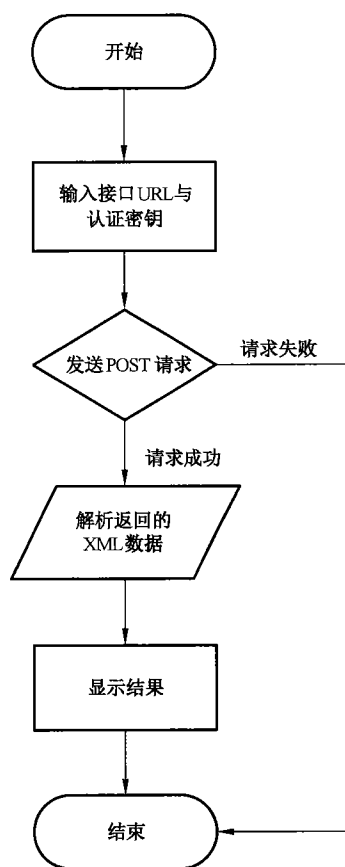 开始
输入接口URL与
认证密钥
发送POST请求
请求失败
请求成功
解析返回的
XML数据
显示结果
结束